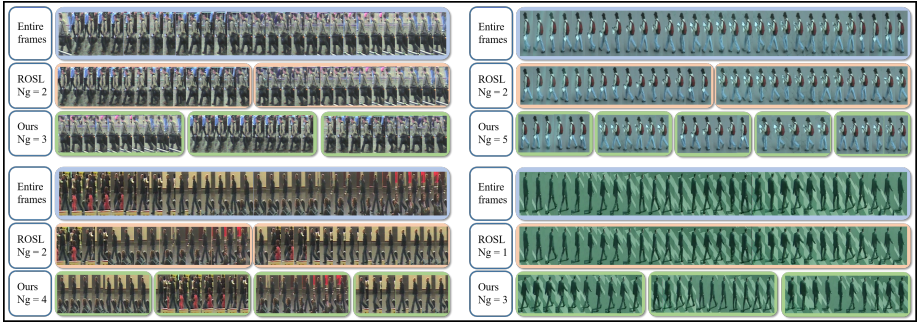 Entire
frames
ROSL
Ng = 2
Ours
Ng = 3
Entire
frames
ROSL
Ng = 2
Ours
Ng = 5
Entire
frames
ROSL
Ng = 2
Ours
Ng = 4
Entire
frames
ROSL
Ng = 1
Ours
Ng = 3